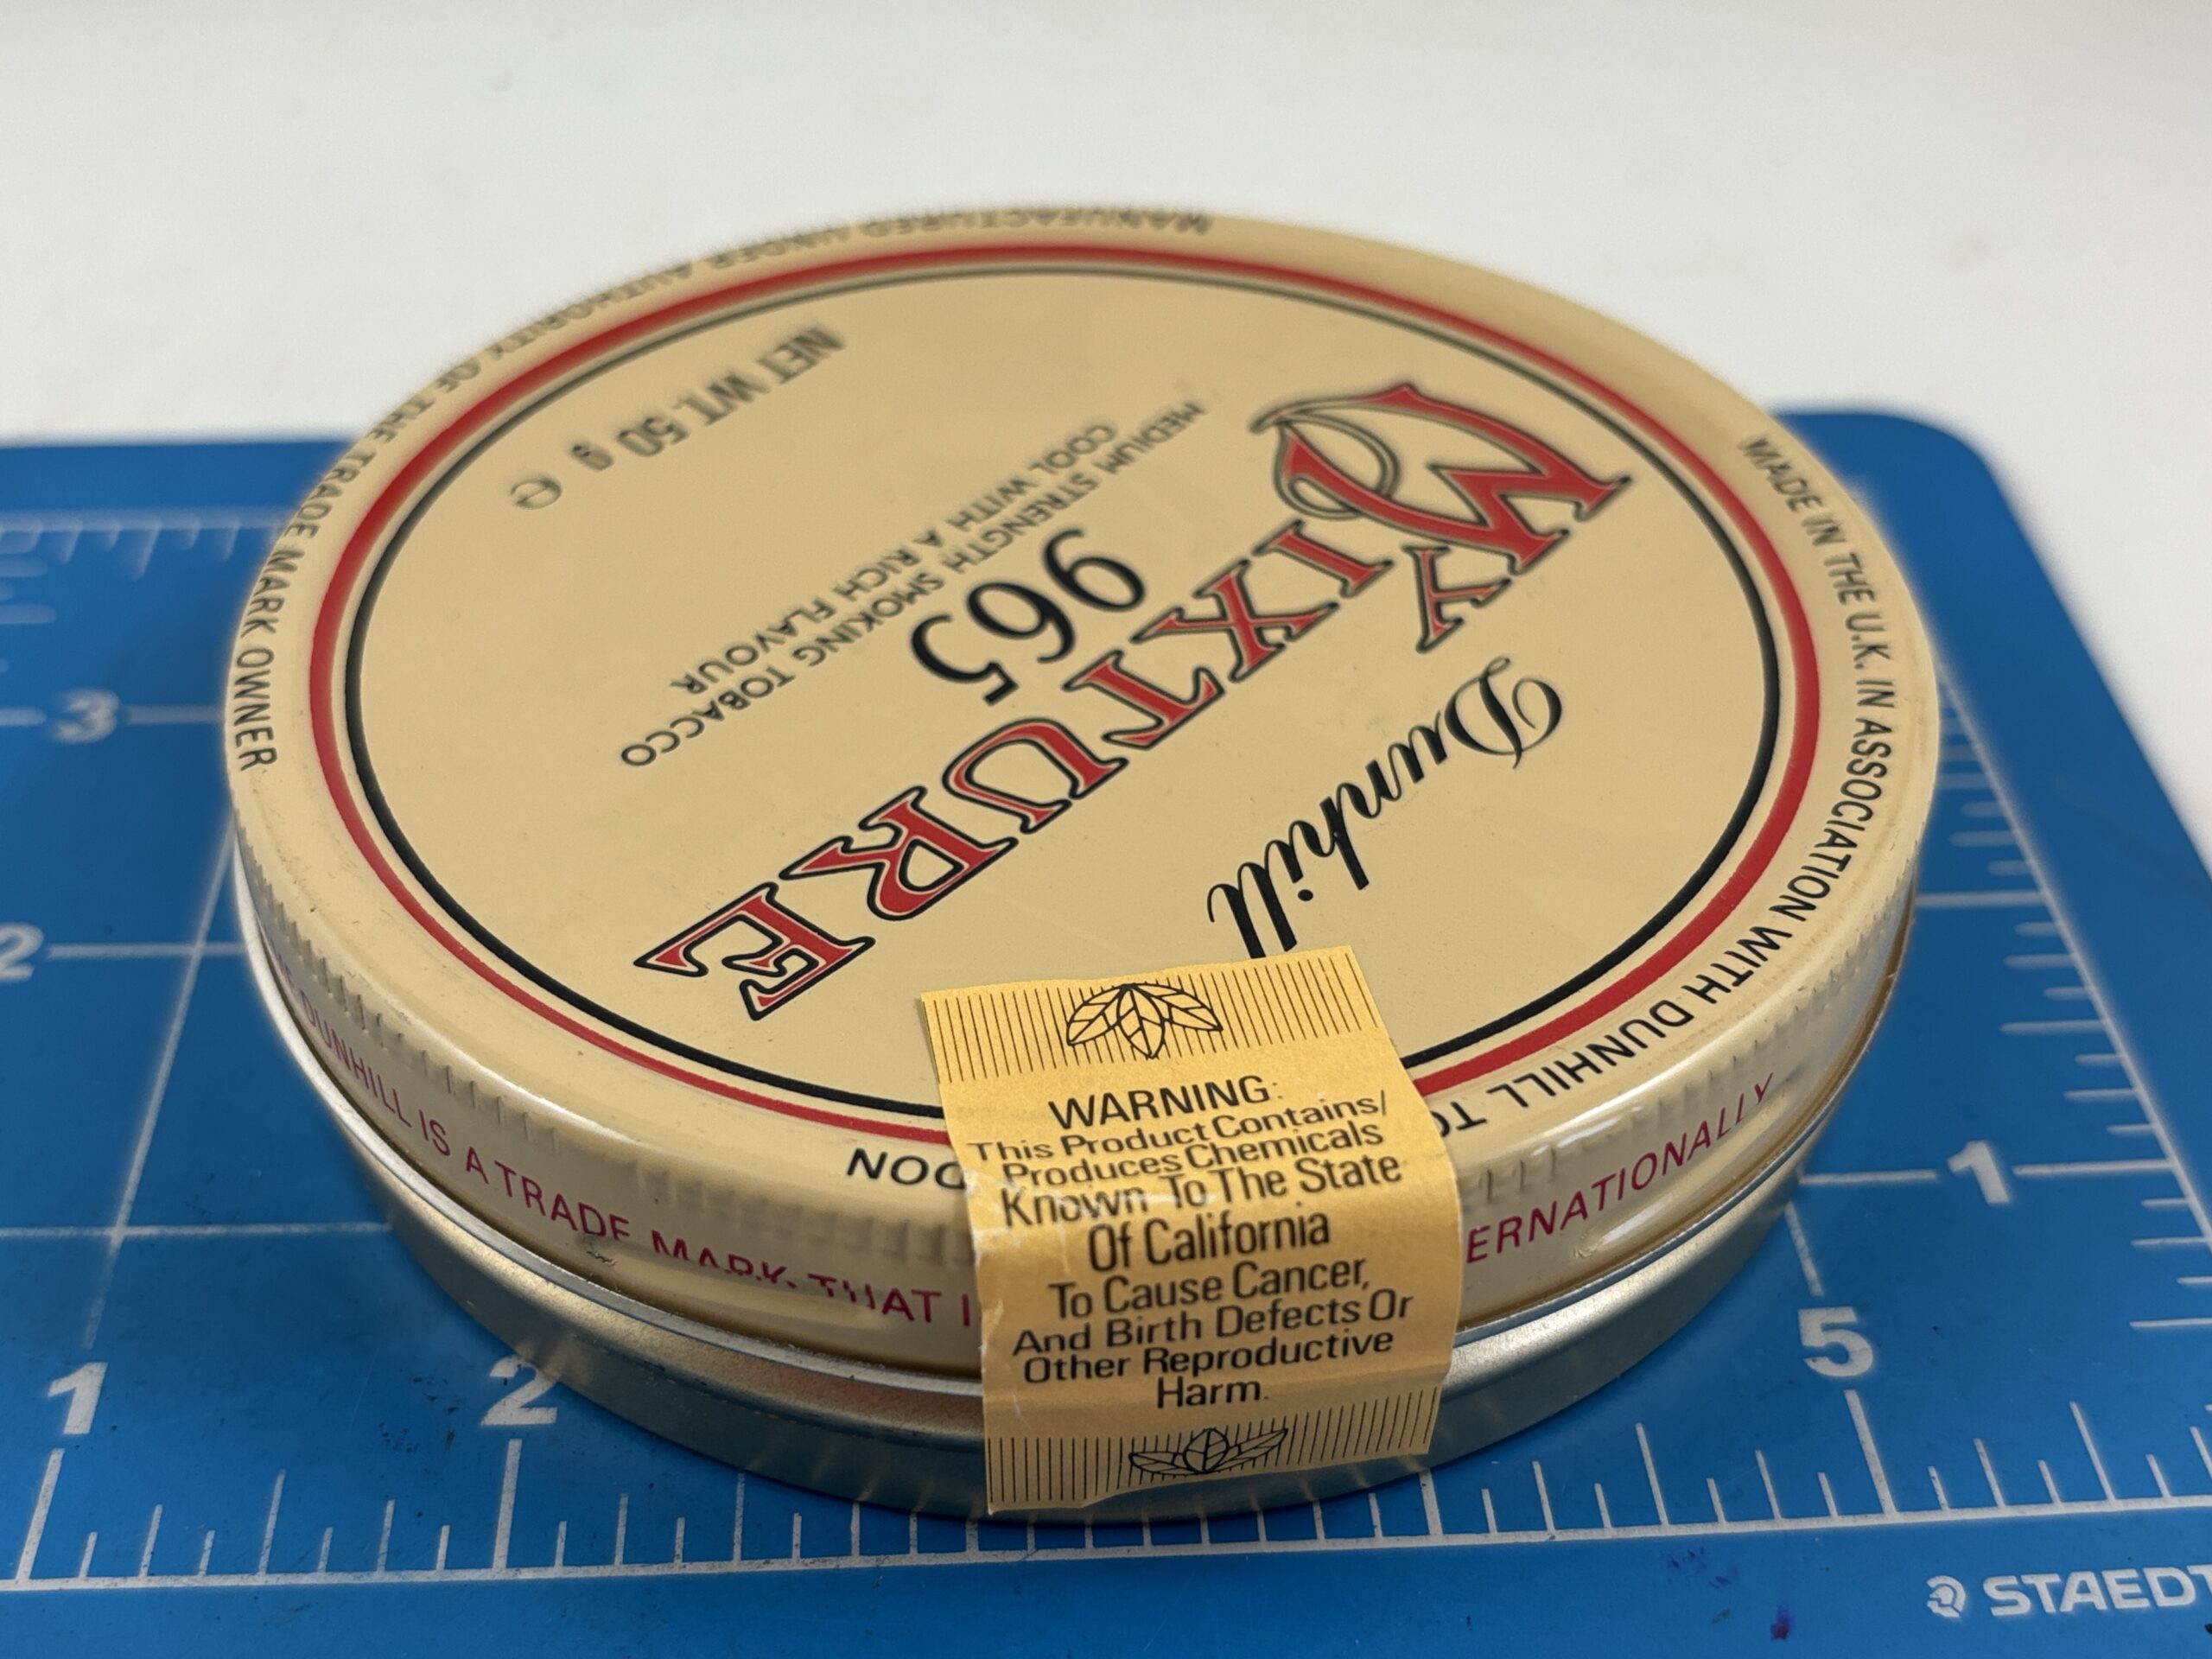 Dunhill
My
MIXTURE
965
MEDIUM STRENGTH SMOKING TOBACCO
COOL WITH A RICH FLAVOUR
NET WT. 50 g ℮
MANUFACTURED UNDER AUTHORITY OF THE TRADE MARK OWNER
MADE IN THE U.K. IN ASSOCIATION WITH DUNHILL
DUNHILL IS A TRADE MARK THAT
WARNING:
This Product Contains/
Produces Chemicals
Known To The State
Of California
To Cause Cancer,
And Birth Defects Or
Other Reproductive
Harm.
3
2
1
1
2
5